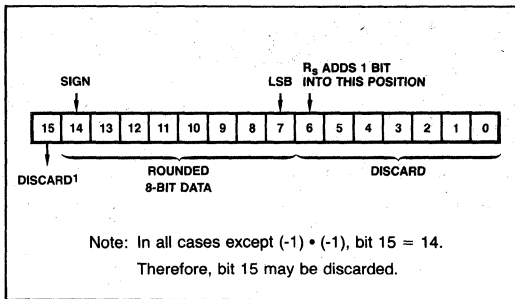 R_S ADDS 1 BIT
SIGN LSB INTO THIS POSITION
15 14 13 12 11 10 9 8 7 6 5 4 3 2 1 0
DISCARD¹ ROUNDED DISCARD
8-BIT DATA
Note: In all cases except (-1) • (-1), bit 15 = 14.
Therefore, bit 15 may be discarded.